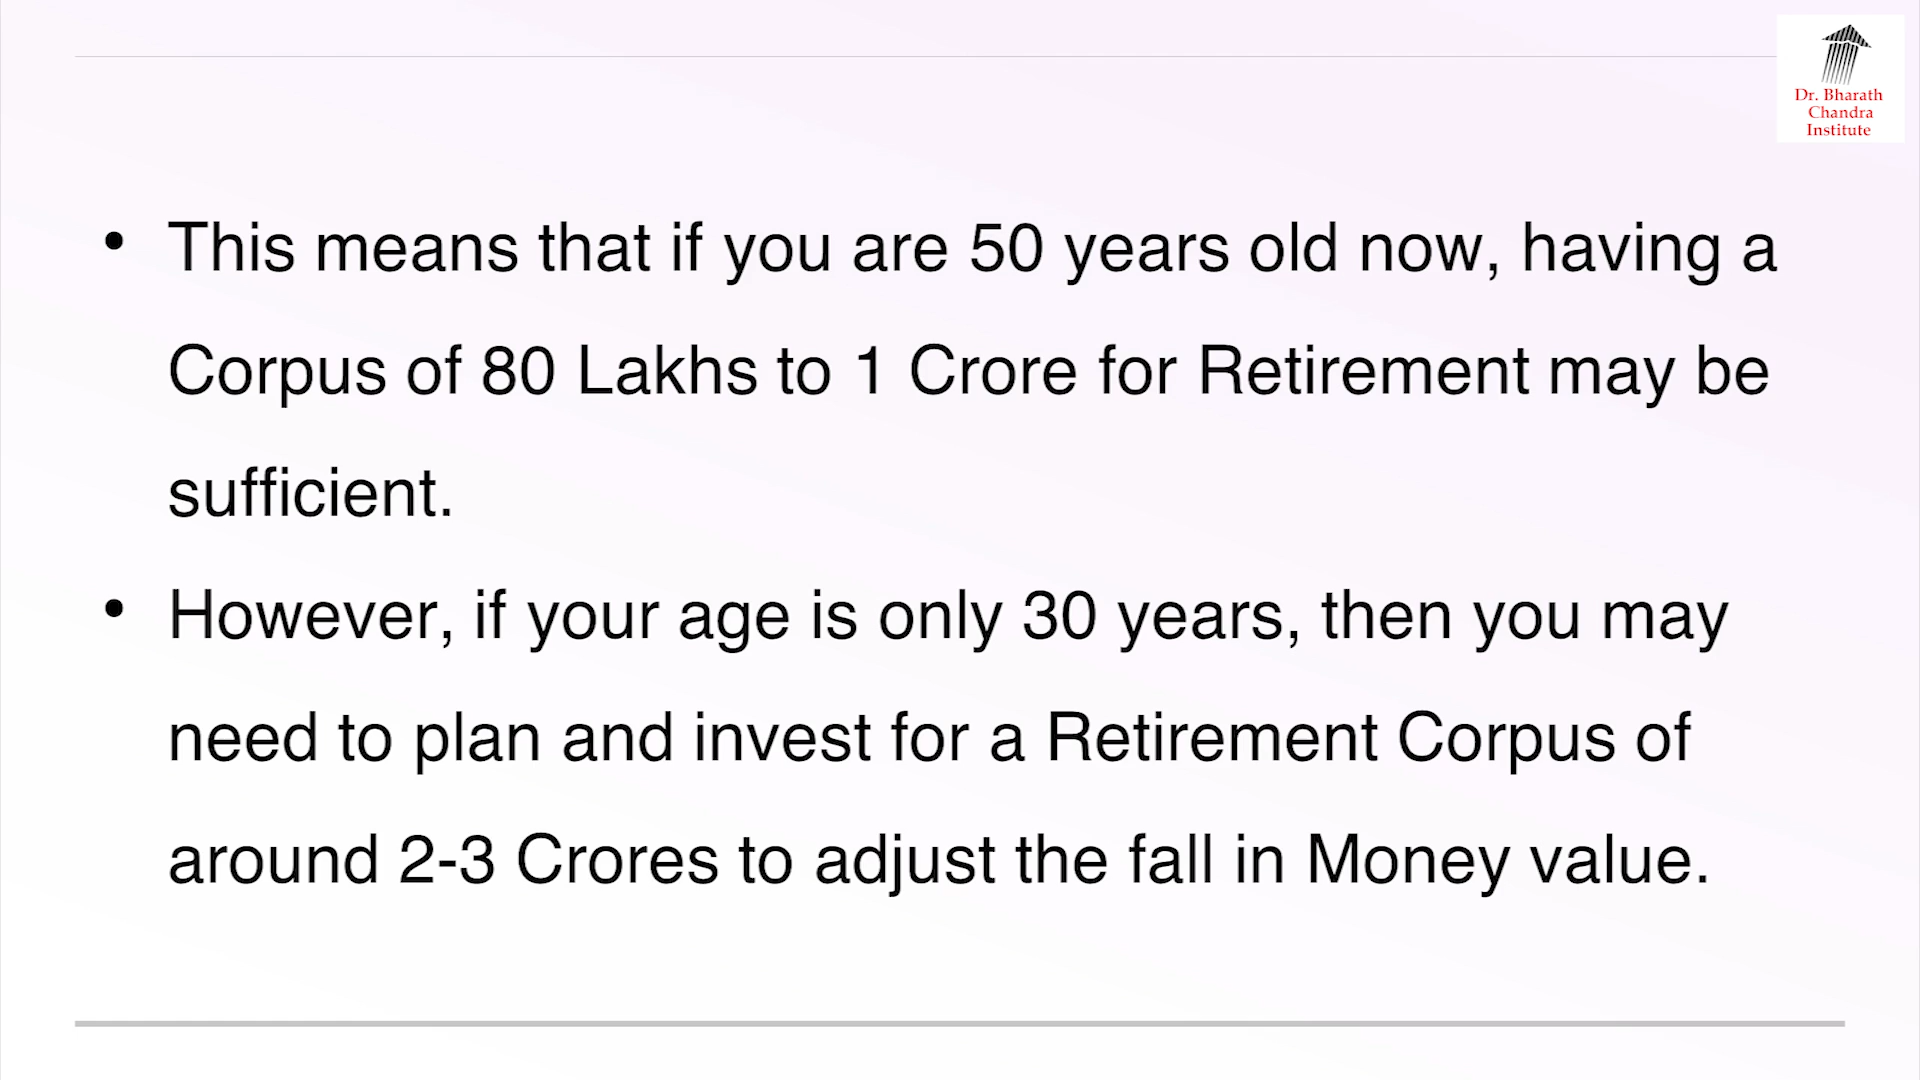 Dr. Bharath
Chandra
Institute
• This means that if you are 50 years old now, having a
Corpus of 80 Lakhs to 1 Crore for Retirement may be
sufficient.
• However, if your age is only 30 years, then you may
need to plan and invest for a Retirement Corpus of
around 2-3 Crores to adjust the fall in Money value.